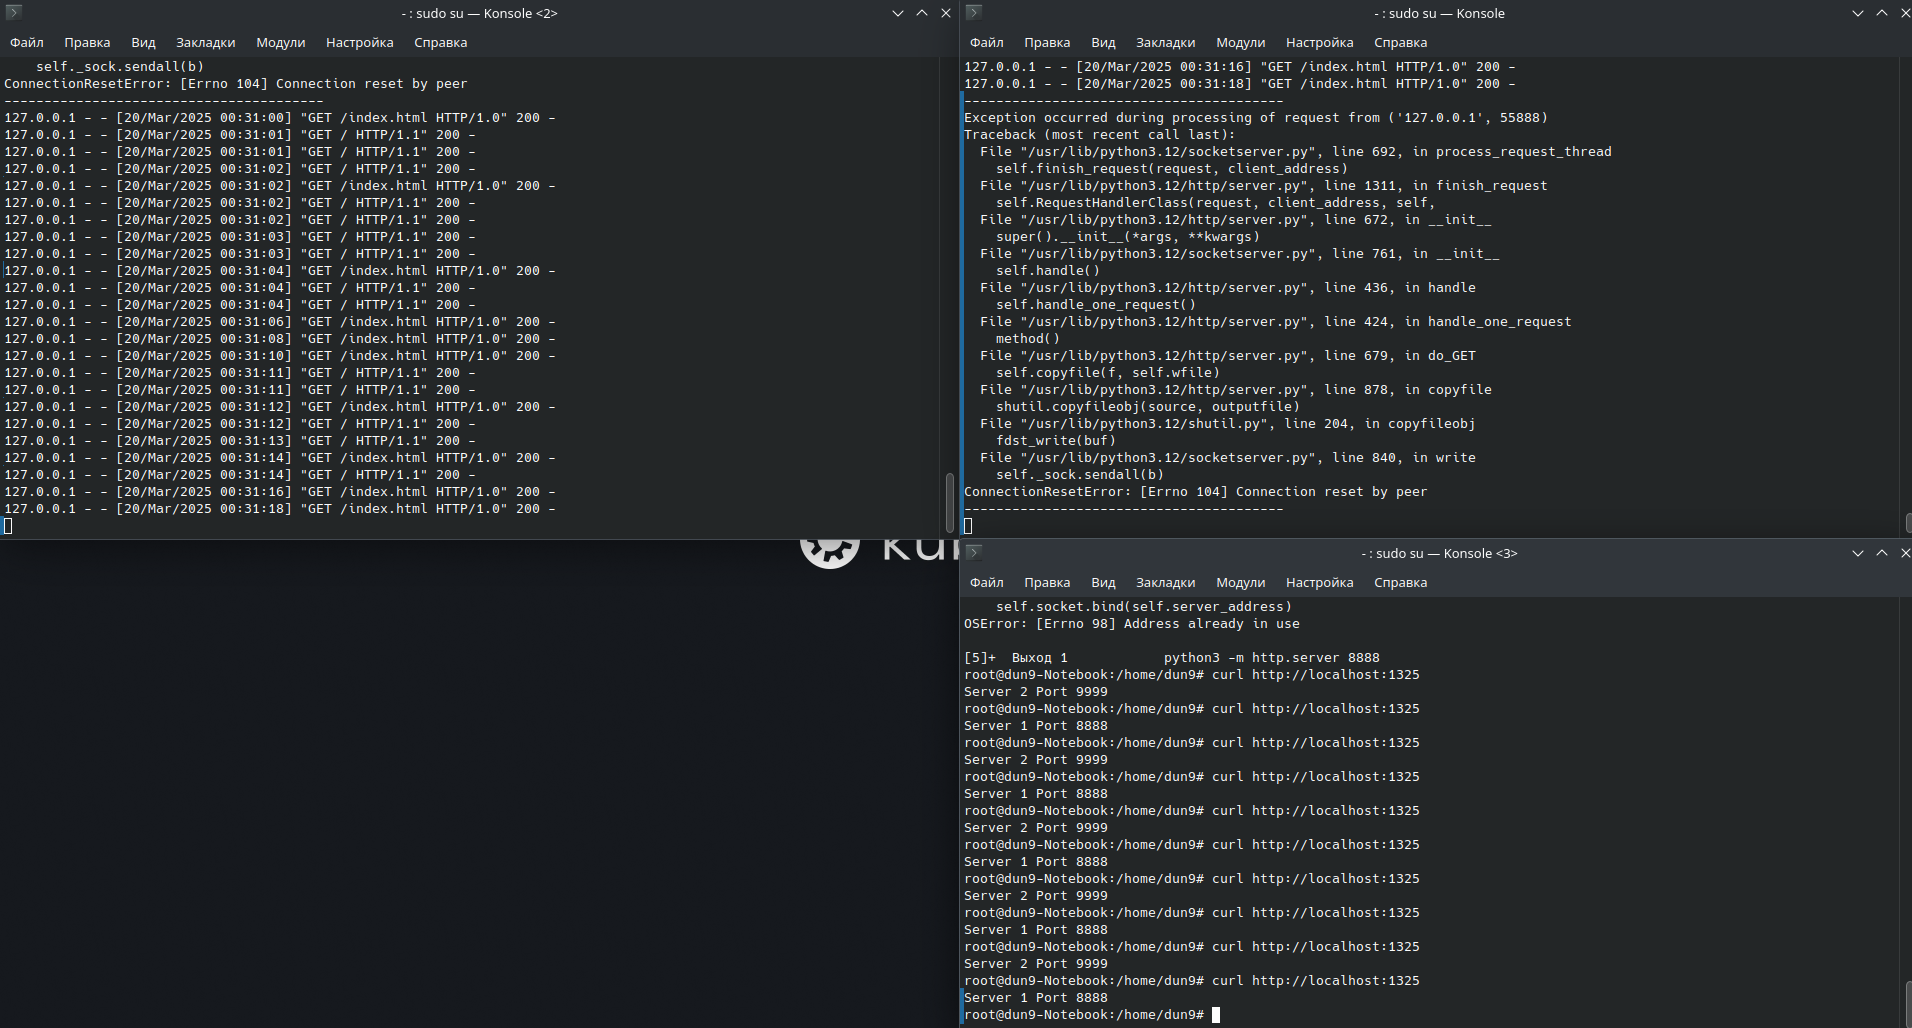 - : sudo su — Konsole <2>
Файл Правка Вид Закладки Модули Настройка Справка
self._sock.sendall(b)
ConnectionResetError: [Errno 104] Connection reset by peer
----------------------------------------
127.0.0.1 - - [20/Mar/2025 00:31:00] "GET /index.html HTTP/1.0" 200 -
127.0.0.1 - - [20/Mar/2025 00:31:01] "GET / HTTP/1.1" 200 -
127.0.0.1 - - [20/Mar/2025 00:31:01] "GET / HTTP/1.1" 200 -
127.0.0.1 - - [20/Mar/2025 00:31:02] "GET / HTTP/1.1" 200 -
127.0.0.1 - - [20/Mar/2025 00:31:02] "GET /index.html HTTP/1.0" 200 -
127.0.0.1 - - [20/Mar/2025 00:31:02] "GET / HTTP/1.1" 200 -
127.0.0.1 - - [20/Mar/2025 00:31:02] "GET / HTTP/1.1" 200 -
127.0.0.1 - - [20/Mar/2025 00:31:03] "GET / HTTP/1.1" 200 -
127.0.0.1 - - [20/Mar/2025 00:31:03] "GET / HTTP/1.1" 200 -
127.0.0.1 - - [20/Mar/2025 00:31:04] "GET /index.html HTTP/1.0" 200 -
127.0.0.1 - - [20/Mar/2025 00:31:04] "GET / HTTP/1.1" 200 -
127.0.0.1 - - [20/Mar/2025 00:31:04] "GET / HTTP/1.1" 200 -
127.0.0.1 - - [20/Mar/2025 00:31:06] "GET /index.html HTTP/1.0" 200 -
127.0.0.1 - - [20/Mar/2025 00:31:08] "GET /index.html HTTP/1.0" 200 -
127.0.0.1 - - [20/Mar/2025 00:31:10] "GET /index.html HTTP/1.0" 200 -
127.0.0.1 - - [20/Mar/2025 00:31:11] "GET / HTTP/1.1" 200 -
127.0.0.1 - - [20/Mar/2025 00:31:11] "GET / HTTP/1.1" 200 -
127.0.0.1 - - [20/Mar/2025 00:31:12] "GET /index.html HTTP/1.0" 200 -
127.0.0.1 - - [20/Mar/2025 00:31:12] "GET / HTTP/1.1" 200 -
127.0.0.1 - - [20/Mar/2025 00:31:13] "GET / HTTP/1.1" 200 -
127.0.0.1 - - [20/Mar/2025 00:31:14] "GET /index.html HTTP/1.0" 200 -
127.0.0.1 - - [20/Mar/2025 00:31:14] "GET / HTTP/1.1" 200 -
127.0.0.1 - - [20/Mar/2025 00:31:16] "GET /index.html HTTP/1.0" 200 -
127.0.0.1 - - [20/Mar/2025 00:31:18] "GET /index.html HTTP/1.0" 200 -
- : sudo su — Konsole
Файл Правка Вид Закладки Модули Настройка Справка
127.0.0.1 - - [20/Mar/2025 00:31:16] "GET /index.html HTTP/1.0" 200 -
127.0.0.1 - - [20/Mar/2025 00:31:18] "GET /index.html HTTP/1.0" 200 -
----------------------------------------
Exception occurred during processing of request from ('127.0.0.1', 55888)
Traceback (most recent call last):
File "/usr/lib/python3.12/socketserver.py", line 692, in process_request_thread
self.finish_request(request, client_address)
File "/usr/lib/python3.12/http/server.py", line 1311, in finish_request
self.RequestHandlerClass(request, client_address, self,
File "/usr/lib/python3.12/http/server.py", line 672, in __init__
super().__init__(*args, **kwargs)
File "/usr/lib/python3.12/socketserver.py", line 761, in __init__
self.handle()
File "/usr/lib/python3.12/http/server.py", line 436, in handle
self.handle_one_request()
File "/usr/lib/python3.12/http/server.py", line 424, in handle_one_request
method()
File "/usr/lib/python3.12/http/server.py", line 679, in do_GET
self.copyfile(f, self.wfile)
File "/usr/lib/python3.12/http/server.py", line 878, in copyfile
shutil.copyfileobj(source, outputfile)
File "/usr/lib/python3.12/shutil.py", line 204, in copyfileobj
fdst_write(buf)
File "/usr/lib/python3.12/socketserver.py", line 840, in write
self._sock.sendall(b)
ConnectionResetError: [Errno 104] Connection reset by peer
----------------------------------------
- : sudo su — Konsole <3>
Файл Правка Вид Закладки Модули Настройка Справка
self.socket.bind(self.server_address)
OSError: [Errno 98] Address already in use
[5]+ Выход 1 python3 -m http.server 8888
root@dun9-Notebook:/home/dun9# curl http://localhost:1325
Server 2 Port 9999
root@dun9-Notebook:/home/dun9# curl http://localhost:1325
Server 1 Port 8888
root@dun9-Notebook:/home/dun9# curl http://localhost:1325
Server 2 Port 9999
root@dun9-Notebook:/home/dun9# curl http://localhost:1325
Server 1 Port 8888
root@dun9-Notebook:/home/dun9# curl http://localhost:1325
Server 2 Port 9999
root@dun9-Notebook:/home/dun9# curl http://localhost:1325
Server 1 Port 8888
root@dun9-Notebook:/home/dun9# curl http://localhost:1325
Server 2 Port 9999
root@dun9-Notebook:/home/dun9# curl http://localhost:1325
Server 1 Port 8888
root@dun9-Notebook:/home/dun9# curl http://localhost:1325
Server 2 Port 9999
root@dun9-Notebook:/home/dun9# curl http://localhost:1325
Server 1 Port 8888
root@dun9-Notebook:/home/dun9#